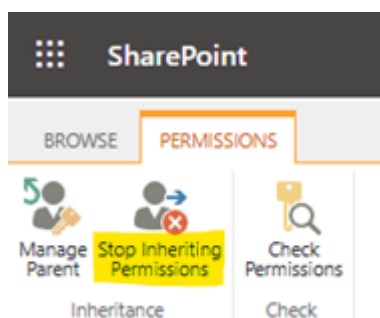 SharePoint
BROWSE PERMISSIONS
Manage Parent
Stop Inheriting Permissions
Check Permissions
Inheritance
Check